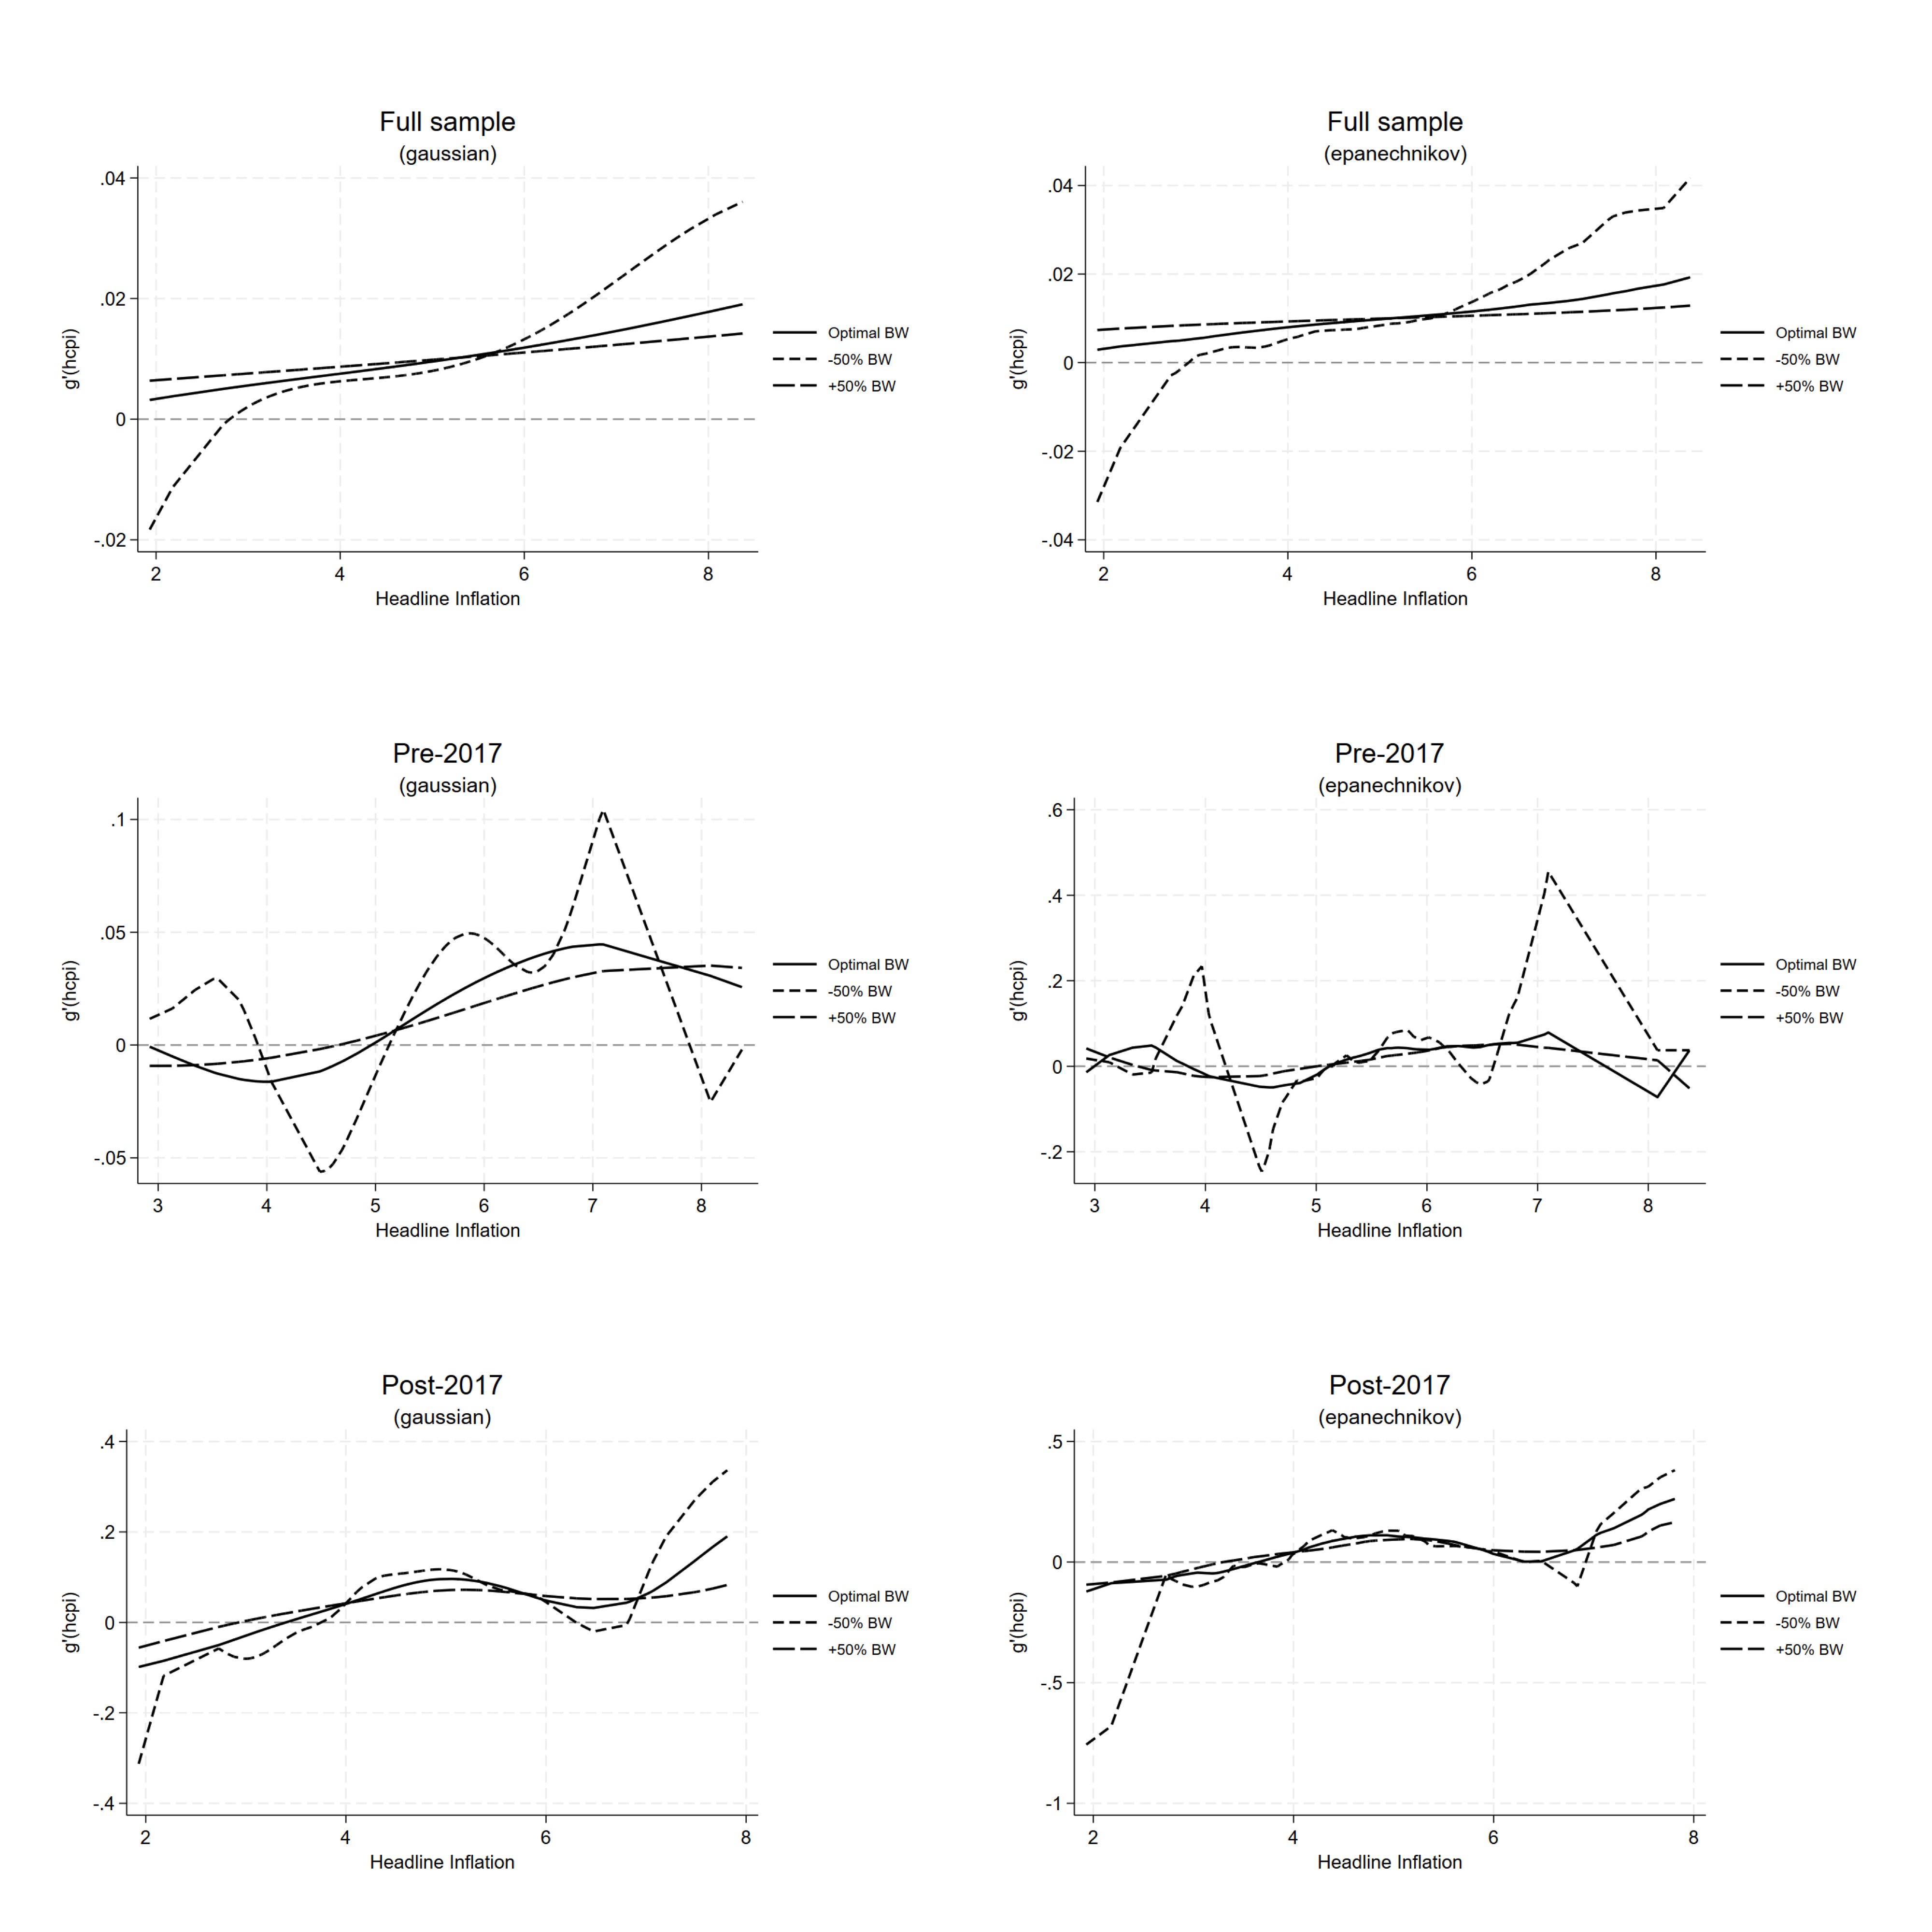 Full sample
(gaussian)
g'(hcpi)
.04
.02
0
-.02
2 4 6 8
Headline Inflation
Optimal BW
-50% BW
+50% BW
Full sample
(epanechnikov)
g'(hcpi)
.04
.02
0
-.02
-.04
2 4 6 8
Headline Inflation
Optimal BW
-50% BW
+50% BW
Pre-2017
(gaussian)
g'(hcpi)
.1
.05
0
-.05
3 4 5 6 7 8
Headline Inflation
Optimal BW
-50% BW
+50% BW
Pre-2017
(epanechnikov)
g'(hcpi)
.6
.4
.2
0
-.2
3 4 5 6 7 8
Headline Inflation
Optimal BW
-50% BW
+50% BW
Post-2017
(gaussian)
g'(hcpi)
.4
.2
0
-.2
-.4
2 4 6 8
Headline Inflation
Optimal BW
-50% BW
+50% BW
Post-2017
(epanechnikov)
g'(hcpi)
.5
0
-.5
-1
2 4 6 8
Headline Inflation
Optimal BW
-50% BW
+50% BW